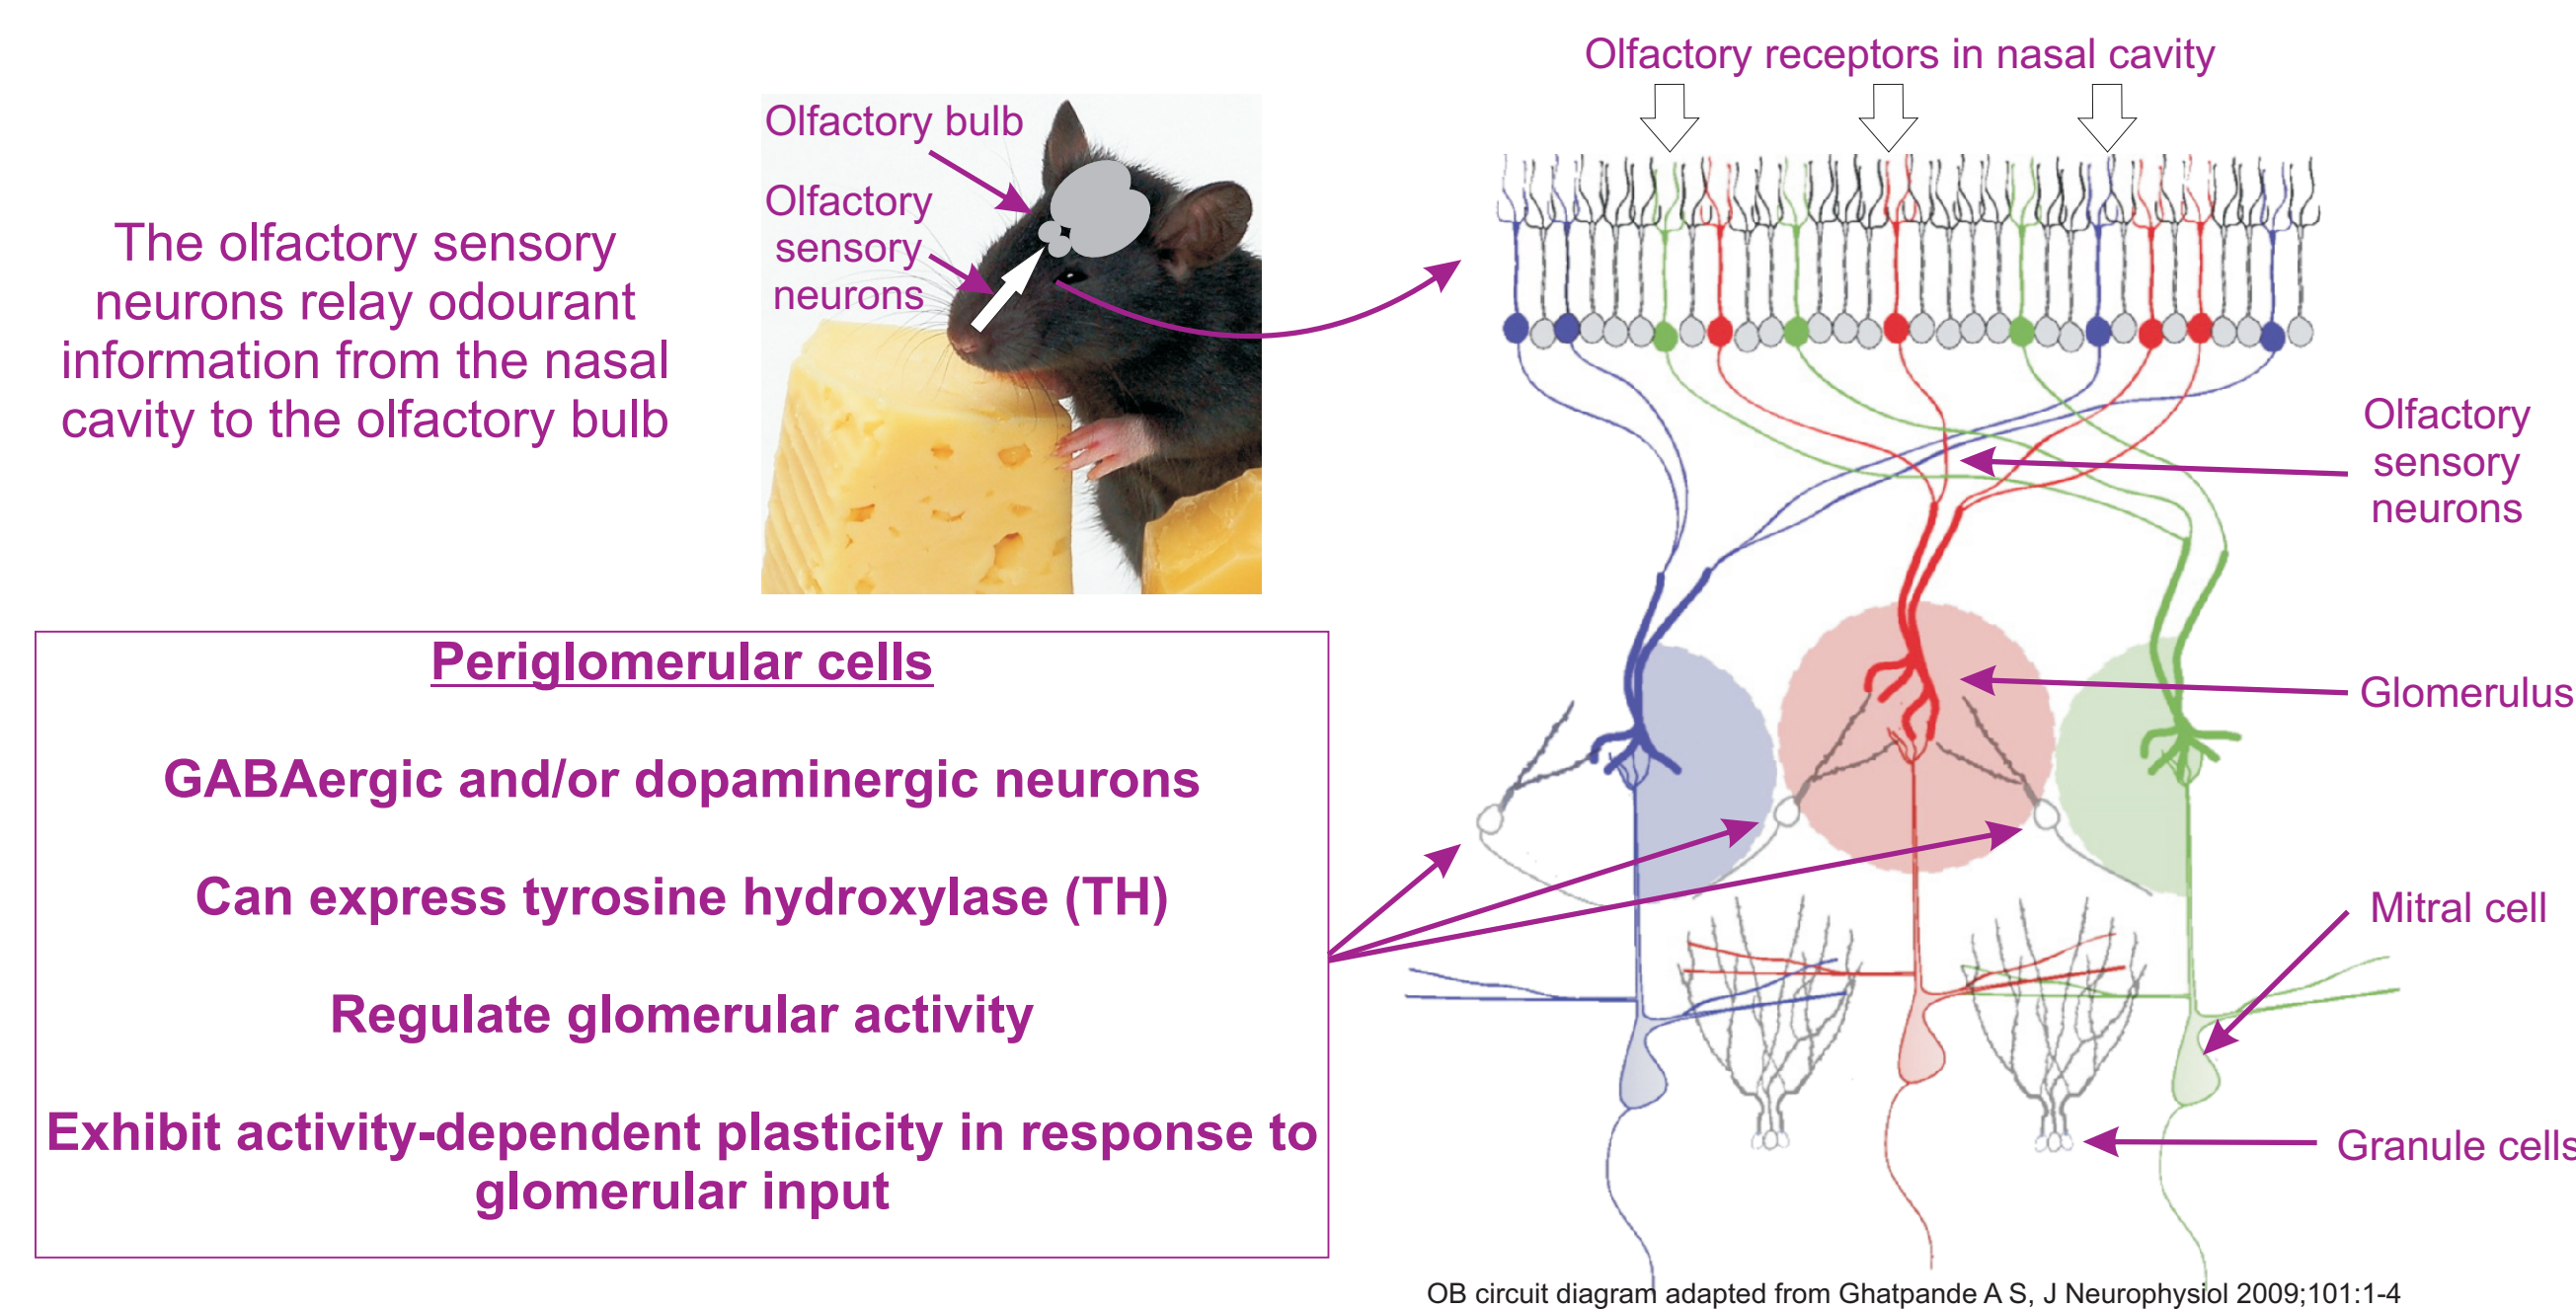 Olfactory receptors in nasal cavity
Olfactory bulb
Olfactory
sensory
neurons
The olfactory sensory
neurons relay odourant
information from the nasal
cavity to the olfactory bulb
Olfactory
sensory
neurons
Periglomerular cells
GABAergic and/or dopaminergic neurons
Can express tyrosine hydroxylase (TH)
Regulate glomerular activity
Exhibit activity-dependent plasticity in response to
glomerular input
Glomerulus
Mitral cell
Granule cells
OB circuit diagram adapted from Ghatpande A S, J Neurophysiol 2009;101:1-4